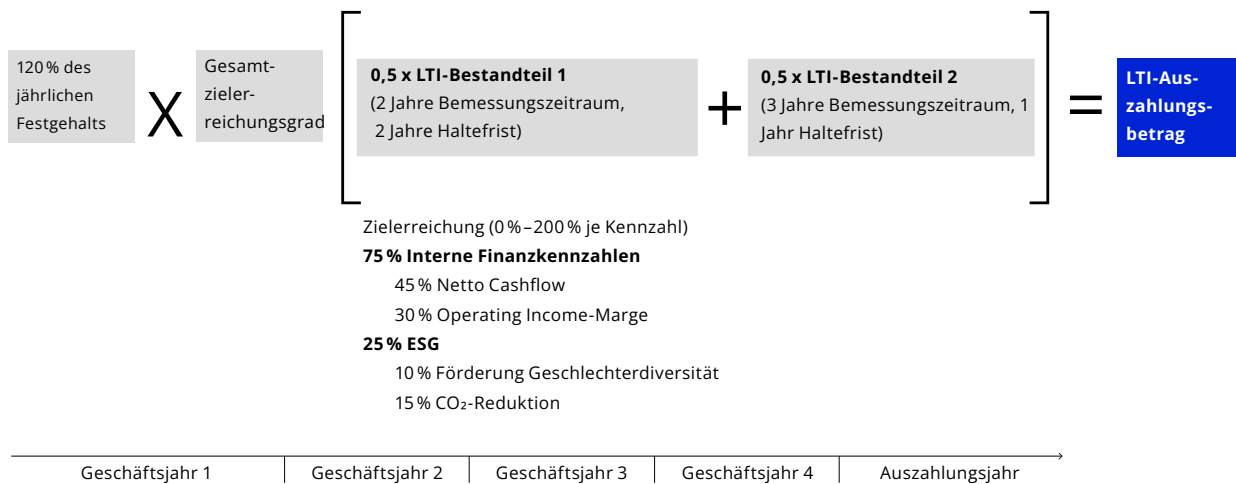 120 % des
jährlichen
Festgehalts
X
Gesamt-
zieler-
reichungsgrad
0,5 x LTI-Bestandteil 1
(2 Jahre Bemessungszeitraum,
2 Jahre Haltefrist)
+
0,5 x LTI-Bestandteil 2
(3 Jahre Bemessungszeitraum, 1
Jahr Haltefrist)
=
LTI-Aus-
zahlungs-
betrag
Zielerreichung (0 % – 200 % je Kennzahl)
75 % Interne Finanzkennzahlen
45 % Netto Cashflow
30 % Operating Income-Marge
25 % ESG
10 % Förderung Geschlechterdiversität
15 % CO₂-Reduktion
Geschäftsjahr 1
Geschäftsjahr 2
Geschäftsjahr 3
Geschäftsjahr 4
Auszahlungsjahr